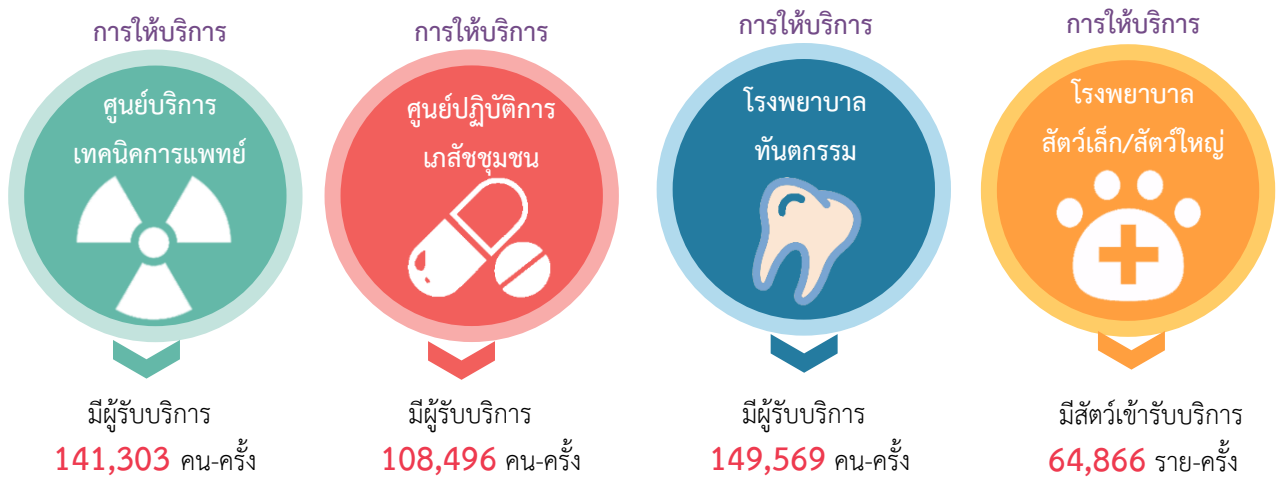 การให้บริการ
ศูนย์บริการ
เทคนิคการแพทย์
มีผู้รับบริการ
141,303 คน-ครั้ง
การให้บริการ
ศูนย์ปฏิบัติการ
เภสัชชุมชน
มีผู้รับบริการ
108,496 คน-ครั้ง
การให้บริการ
โรงพยาบาล
ทันตกรรม
มีผู้รับบริการ
149,569 คน-ครั้ง
การให้บริการ
โรงพยาบาล
สัตว์เล็ก/สัตว์ใหญ่
มีสัตว์เข้ารับบริการ
64,866 ราย-ครั้ง